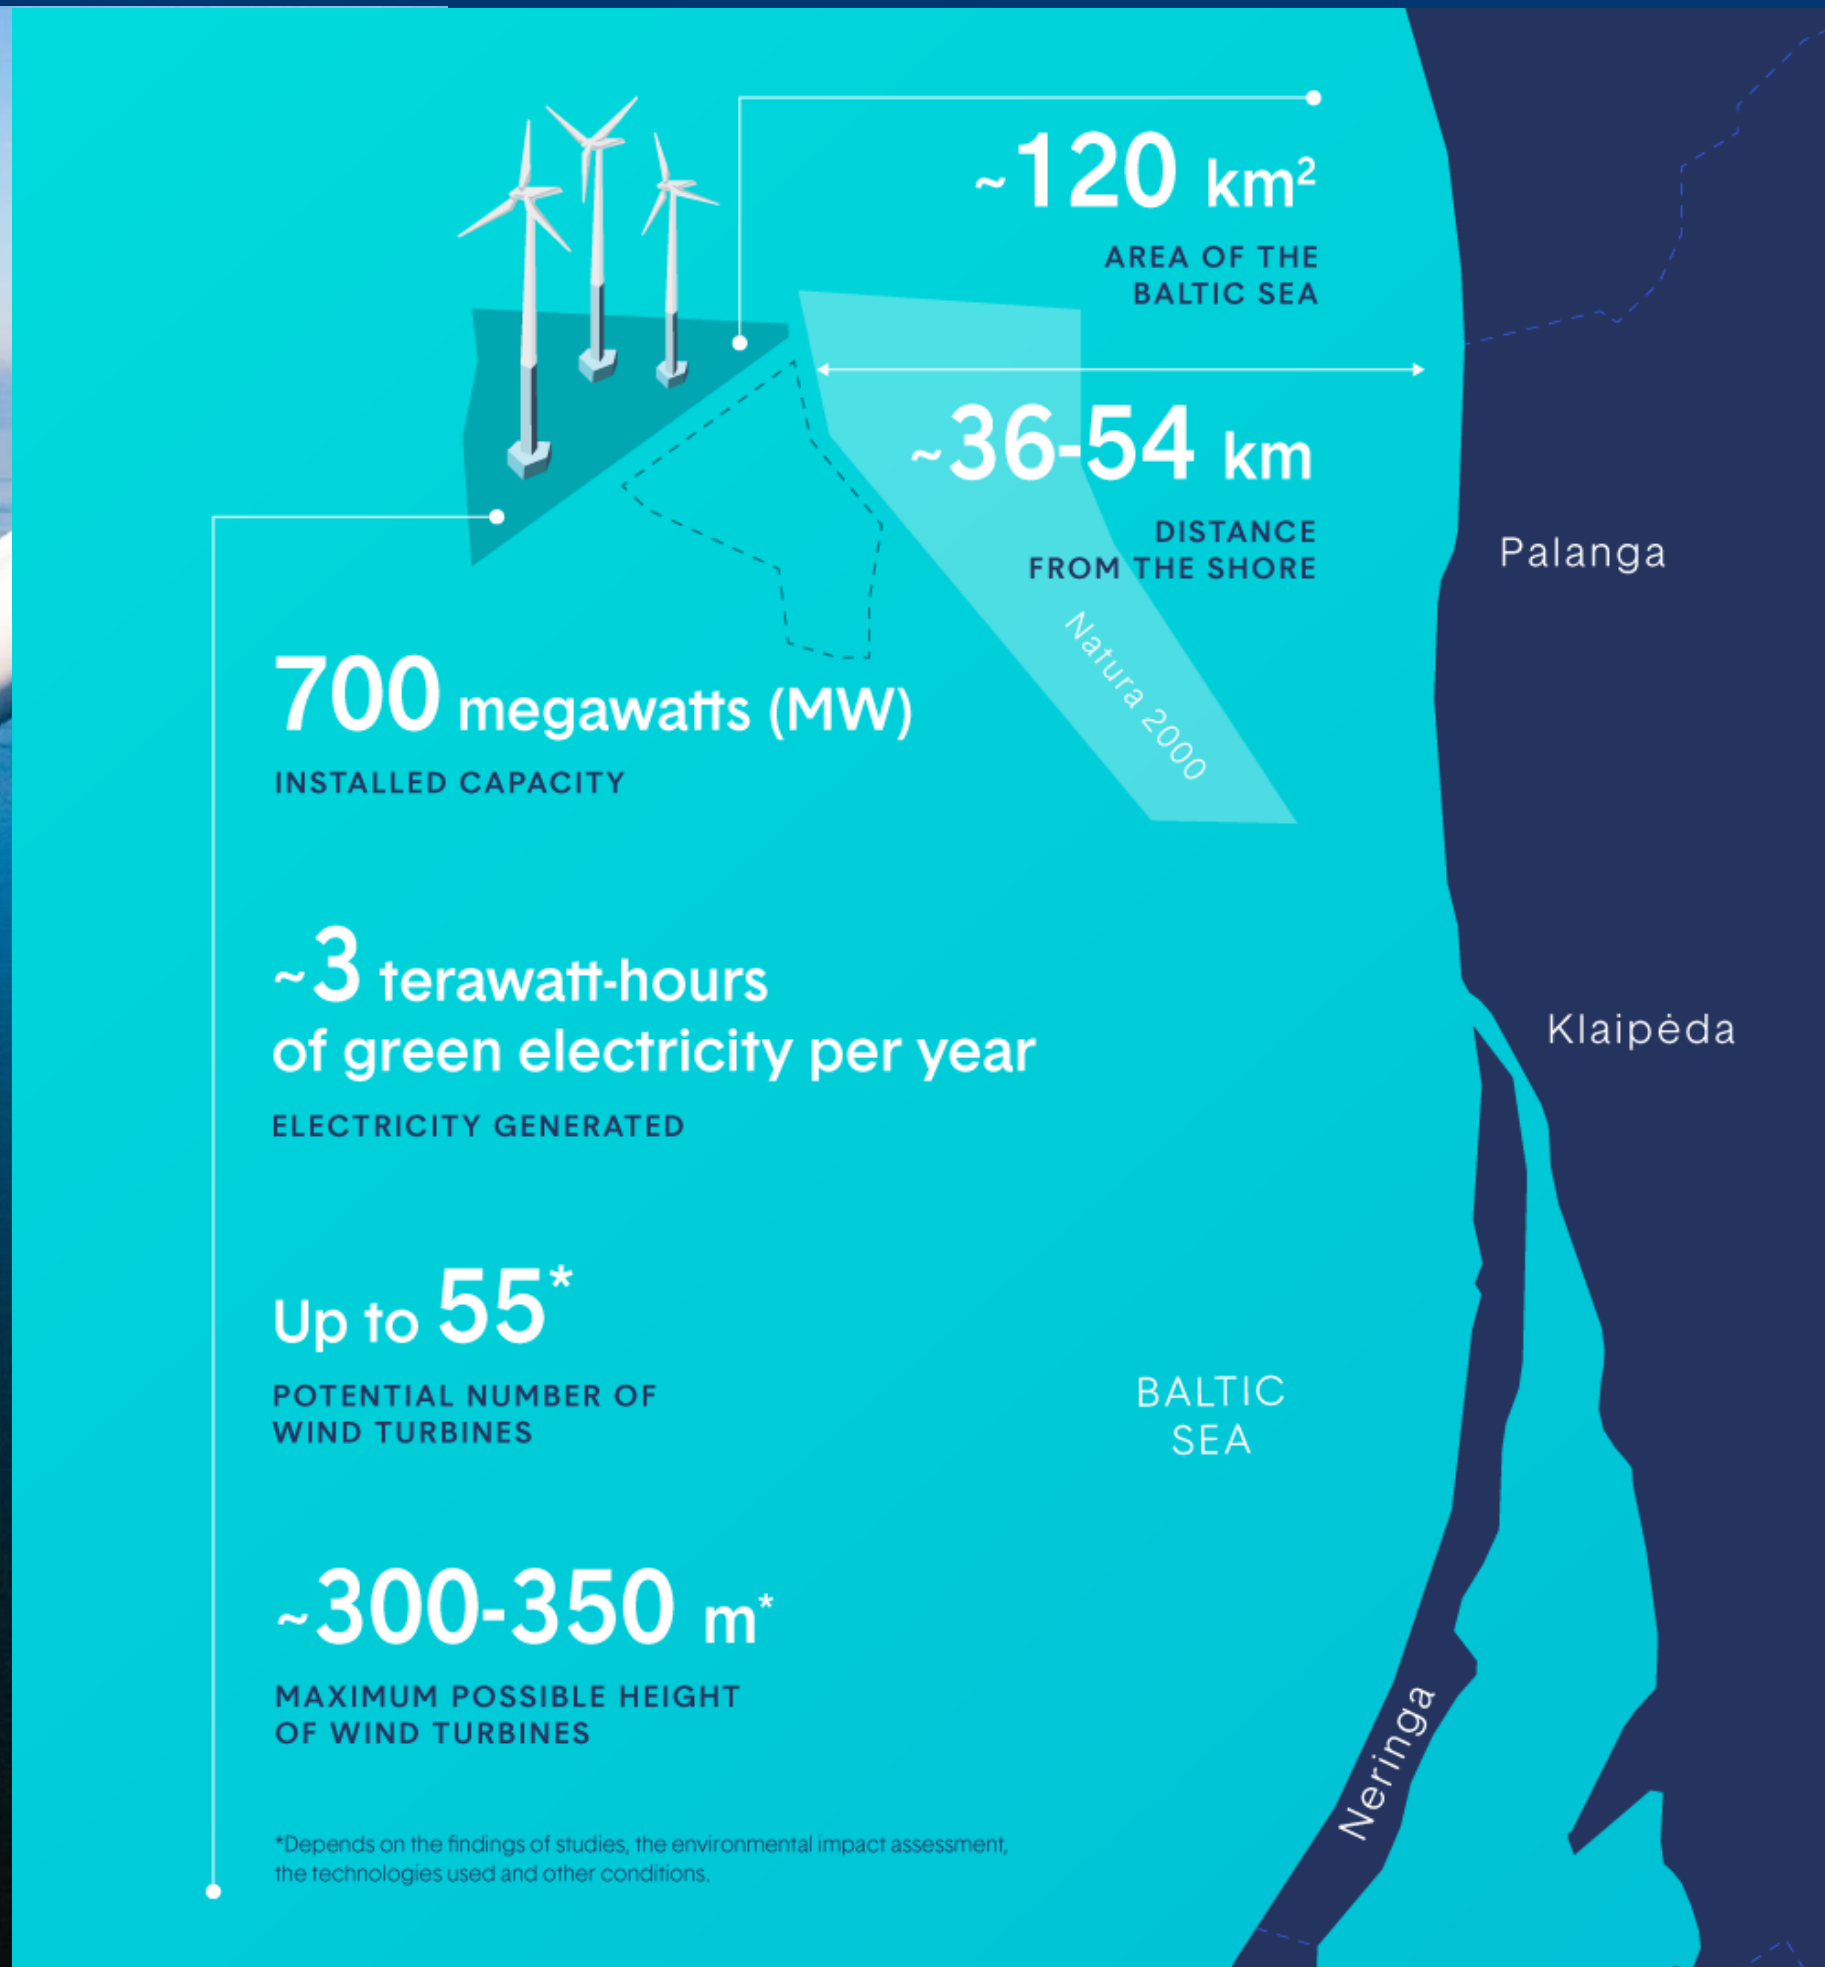 ~120 km²
AREA OF THE
BALTIC SEA
~36-54 km
DISTANCE
FROM THE SHORE
Palanga
Natura 2000
700 megawatts (MW)
INSTALLED CAPACITY
~3 terawatt-hours
of green electricity per year
Klaipėda
ELECTRICITY GENERATED
Up to 55*
POTENTIAL NUMBER OF
WIND TURBINES
BALTIC
SEA
~300-350 m*
MAXIMUM POSSIBLE HEIGHT
OF WIND TURBINES
Neringa
*Depends on the findings of studies, the environmental impact assessment,
the technologies used and other conditions.